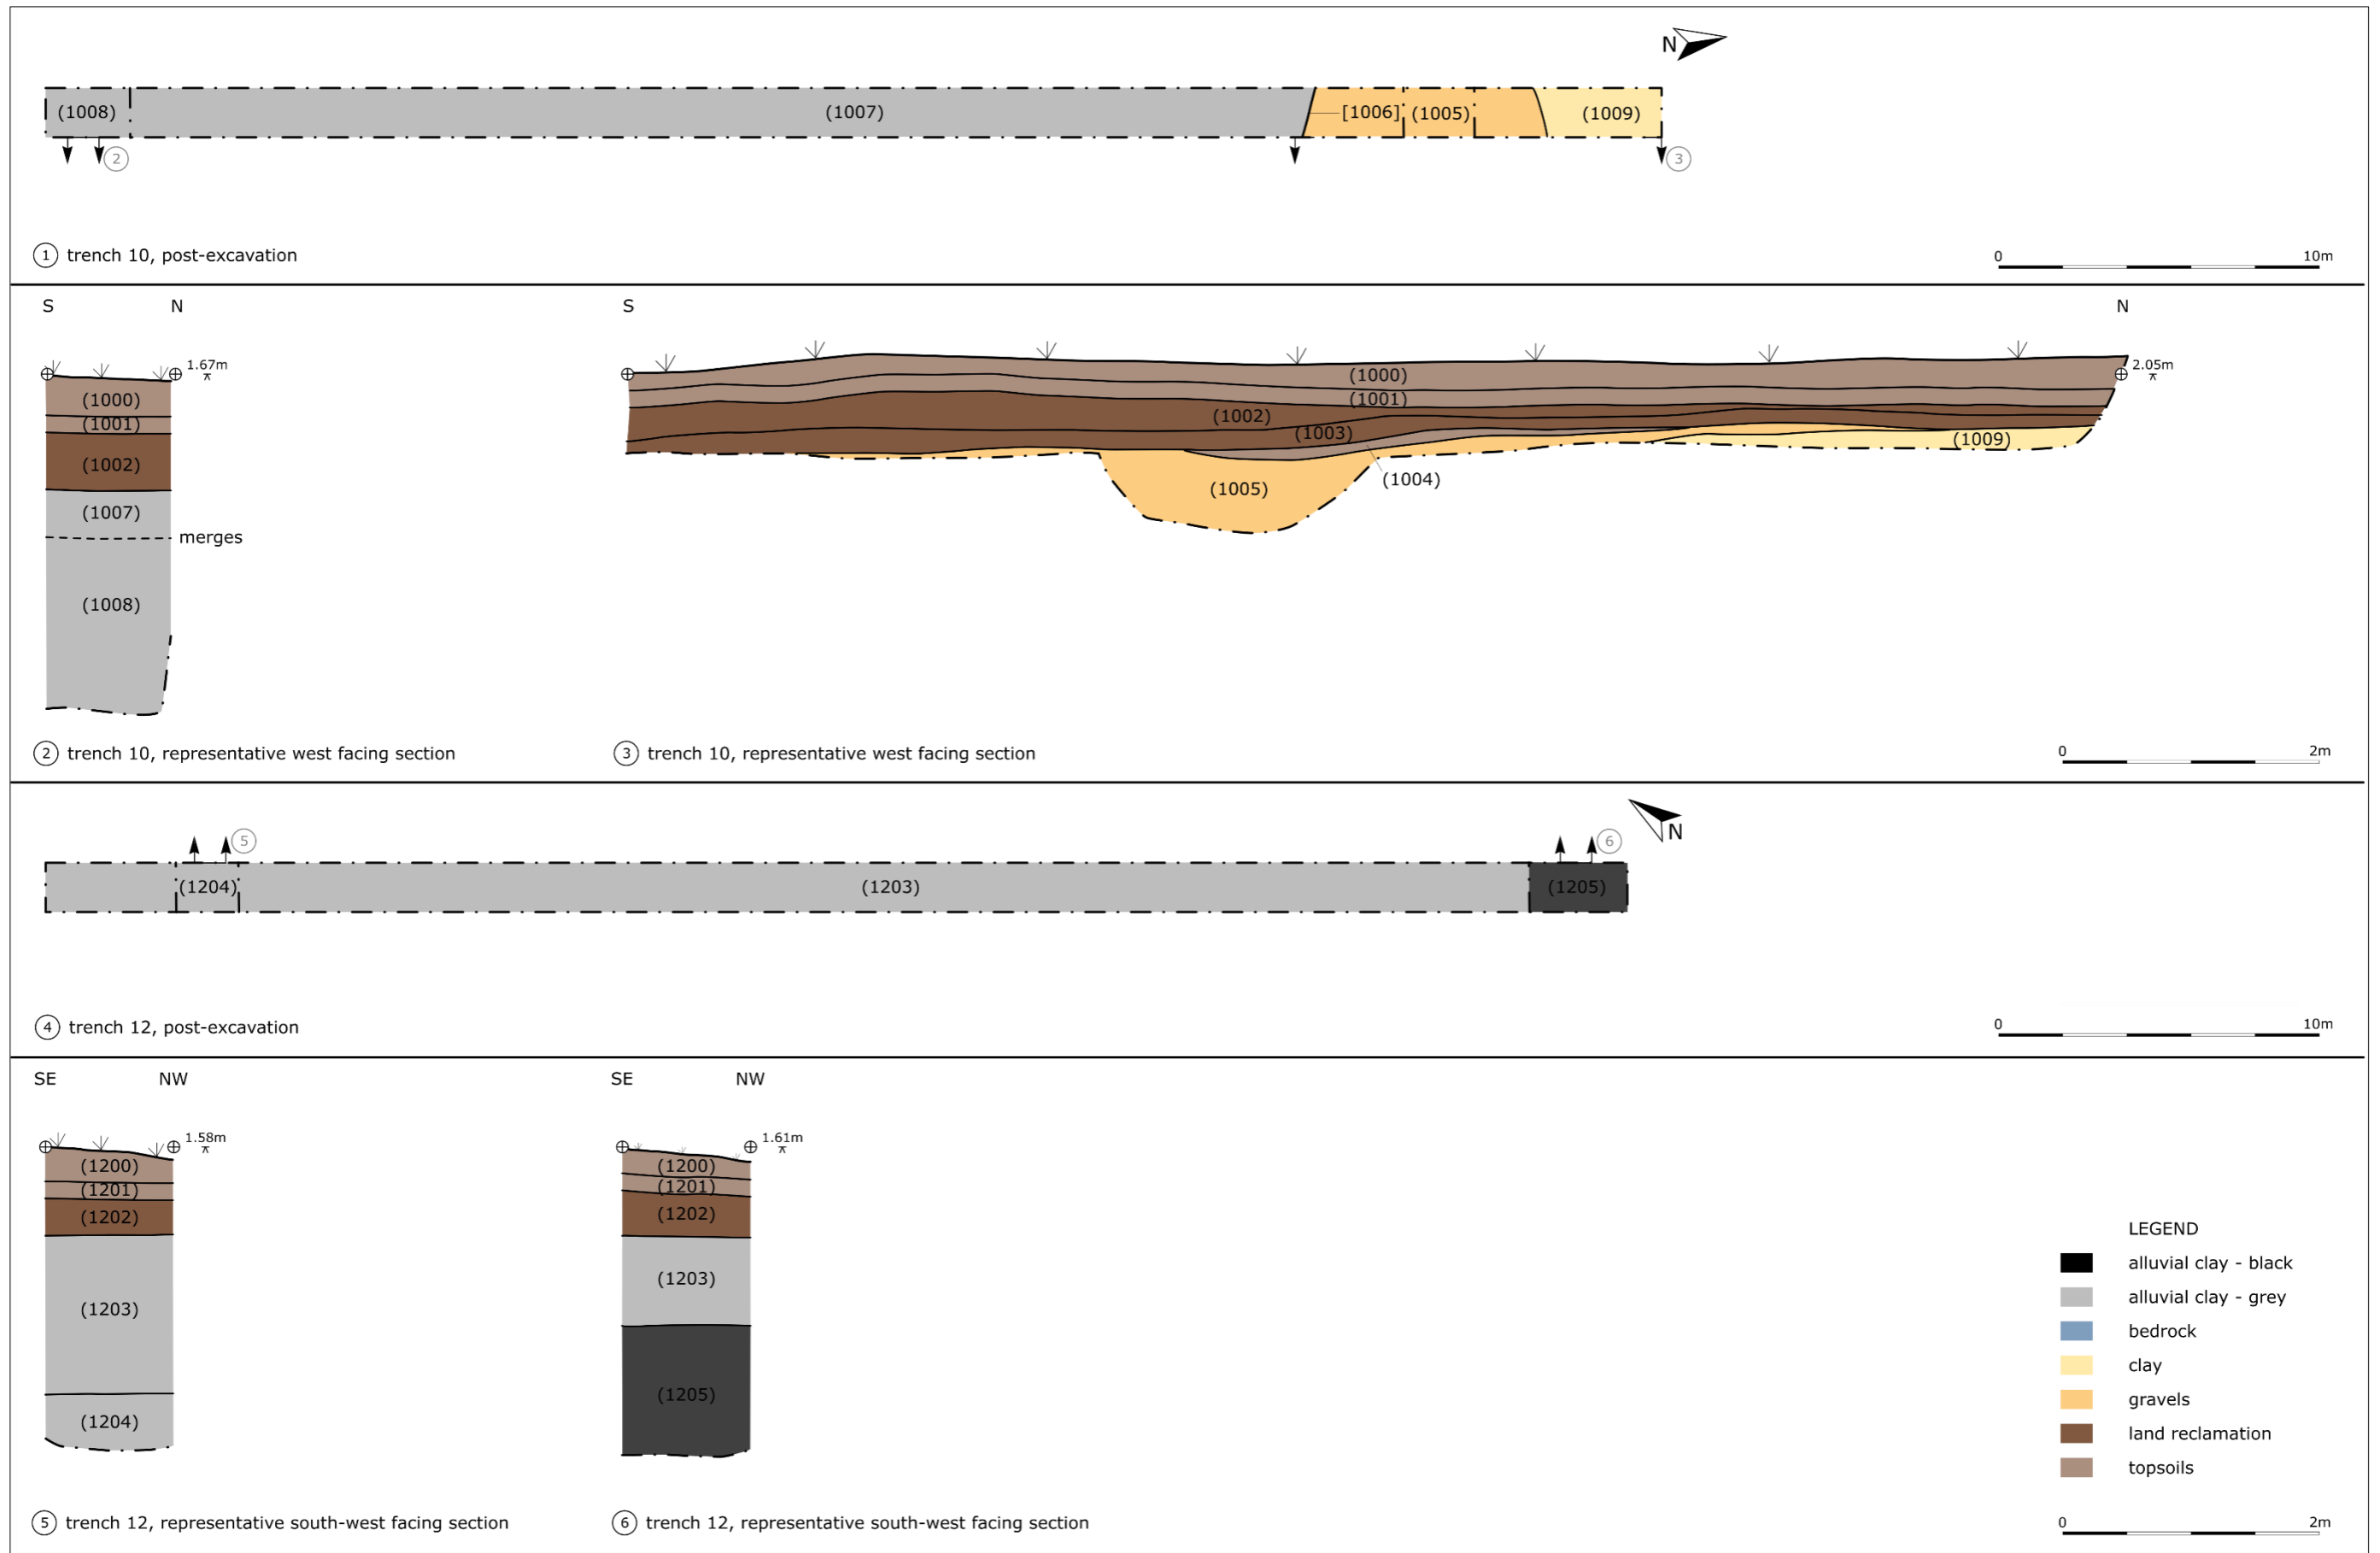 N
(1008)
(1007)
[1006]
(1005)
(1009)
2
3
1 trench 10, post-excavation
0 10m
S N
S N
1.67m
(1000)
(1001)
(1002)
(1007)
merges
(1008)
2.05m
(1000)
(1001)
(1002)
(1003)
(1009)
(1004)
(1005)
2 trench 10, representative west facing section
3 trench 10, representative west facing section
0 2m
N
5
6
(1204)
(1203)
(1205)
4 trench 12, post-excavation
0 10m
SE NW
SE NW
1.58m
(1200)
(1201)
(1202)
(1203)
(1204)
1.61m
(1200)
(1201)
(1202)
(1203)
(1205)
LEGEND
alluvial clay - black
alluvial clay - grey
bedrock
clay
gravels
land reclamation
topsoils
5 trench 12, representative south-west facing section
6 trench 12, representative south-west facing section
0 2m